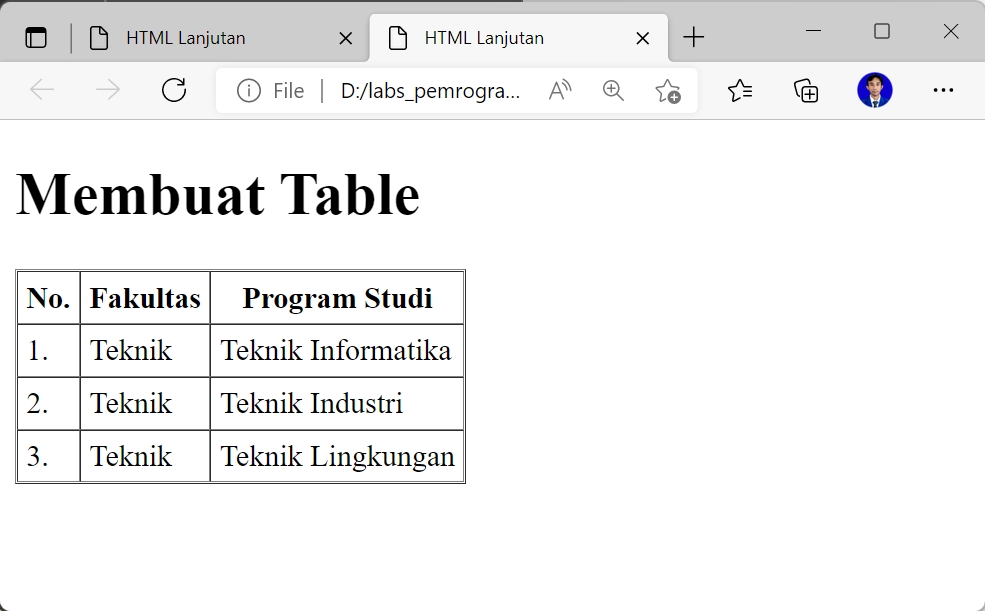 HTML Lanjutan
HTML Lanjutan
File D:/labs_pemrogra...
Membuat Table
No. Fakultas Program Studi
1. Teknik Teknik Informatika
2. Teknik Teknik Industri
3. Teknik Teknik Lingkungan